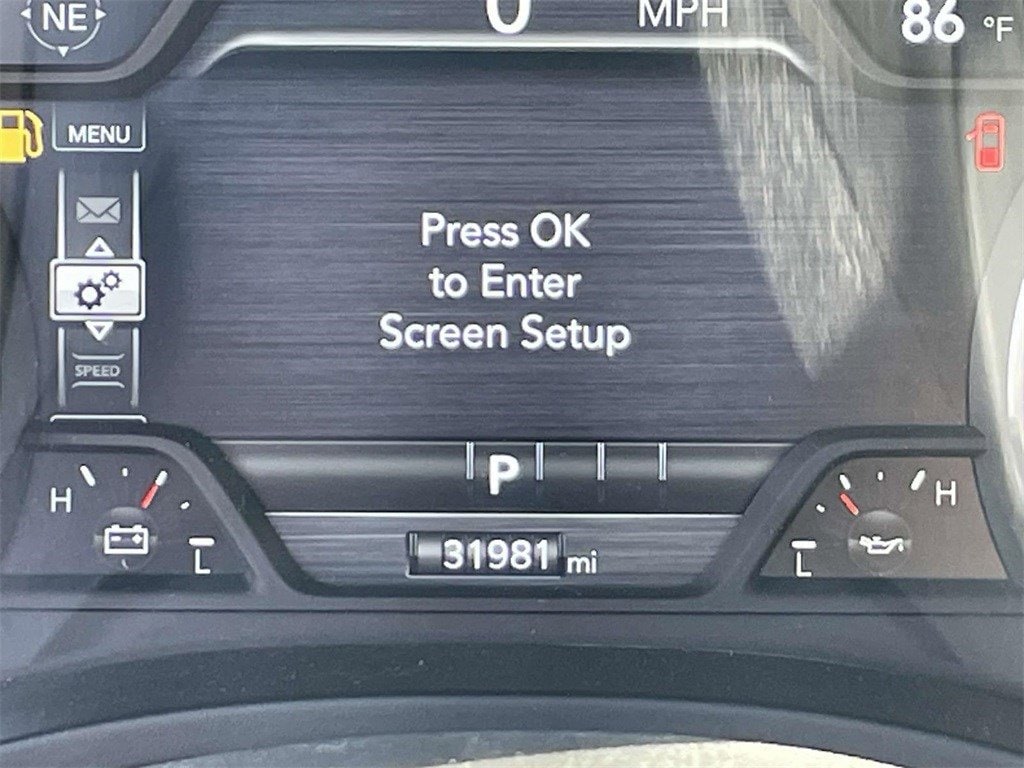 NE
0 MPH
86 °F
MENU
Press OK
to Enter
Screen Setup
SPEED
P
H
L
31981 mi
H
L